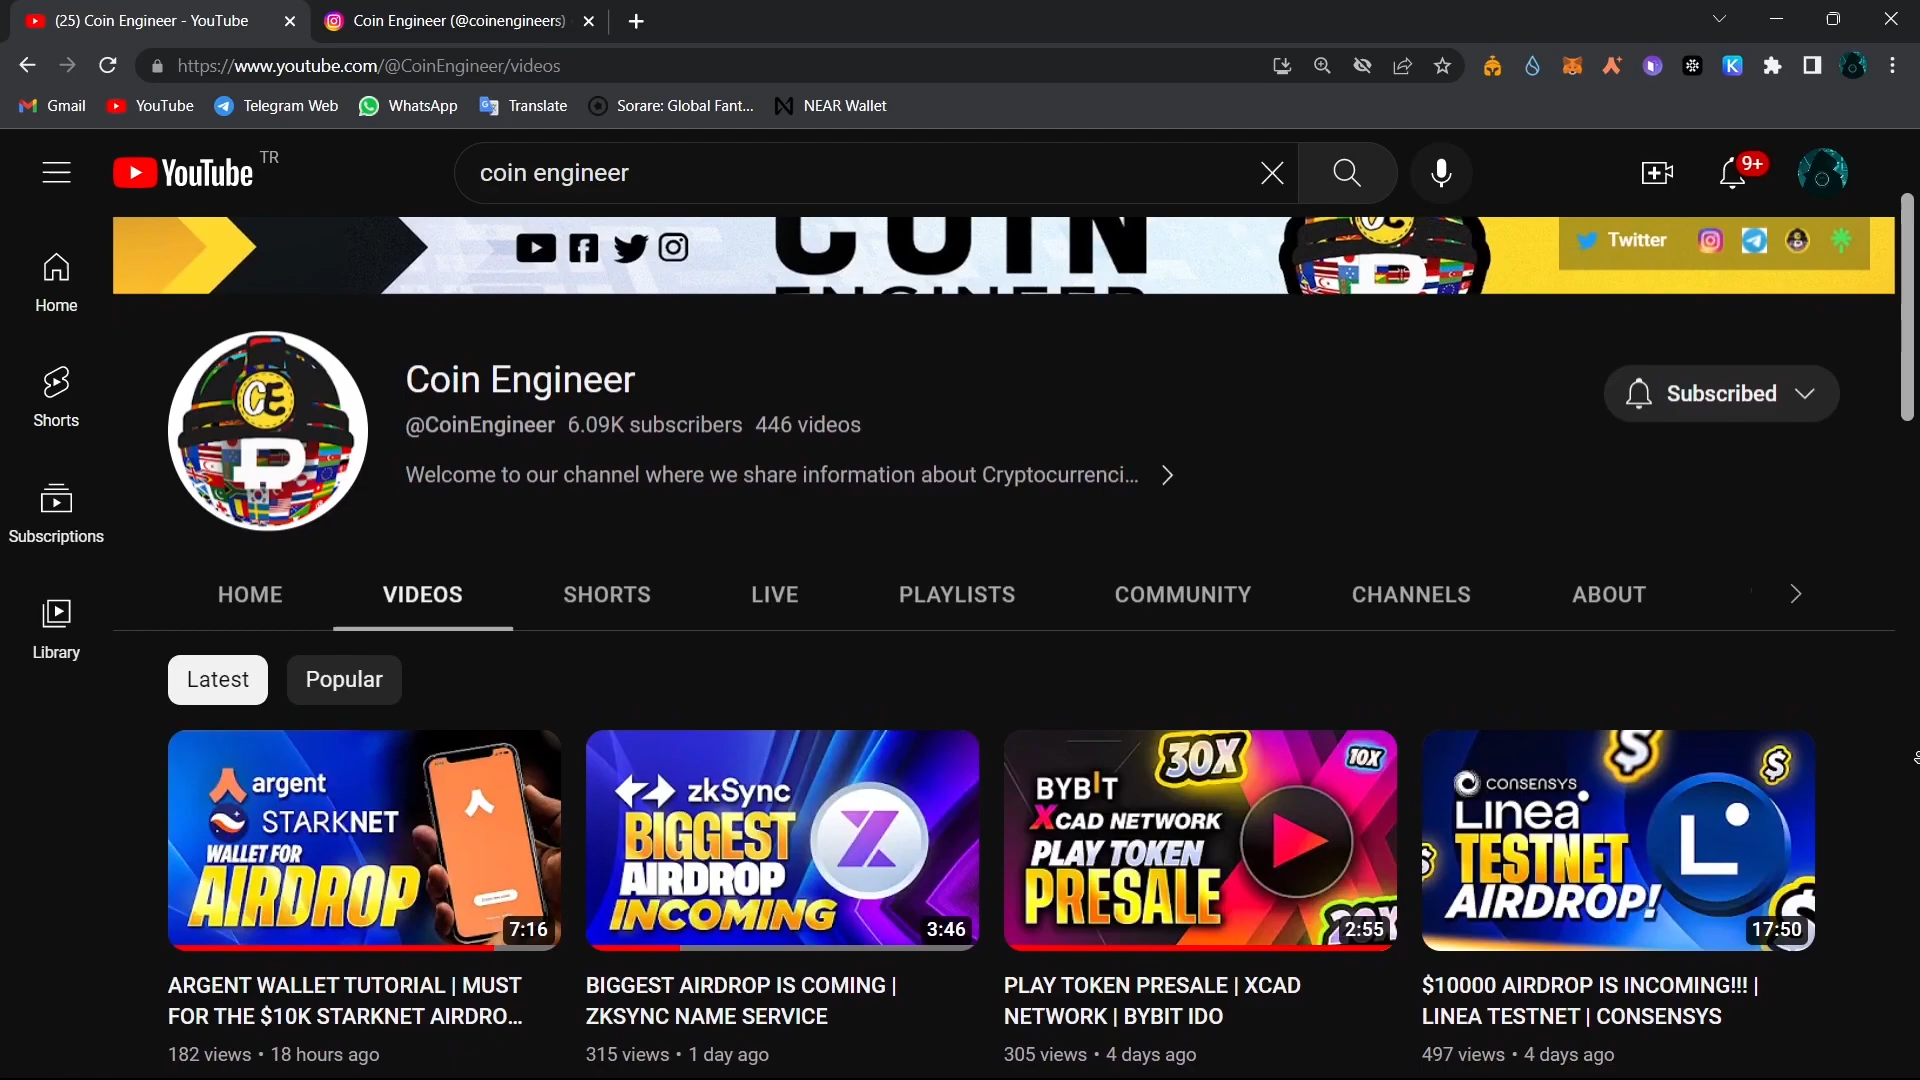 (25) Coin Engineer - YouTube
Coin Engineer (@coinengineers)
https://www.youtube.com/@CoinEngineer/videos
Gmail
YouTube
Telegram Web
WhatsApp
Translate
Sorare: Global Fant...
NEAR Wallet
YouTube TR
coin engineer
9+
COIN
ENGINEER
Twitter
Home
Shorts
Subscriptions
Library
CE
Coin Engineer
@CoinEngineer 6.09K subscribers 446 videos
Welcome to our channel where we share information about Cryptocurrenci...
Subscribed
HOME
VIDEOS
SHORTS
LIVE
PLAYLISTS
COMMUNITY
CHANNELS
ABOUT
Latest
Popular
argent
STARKNET
WALLET FOR
AIRDROP
7:16
ARGENT WALLET TUTORIAL | MUST
FOR THE $10K STARKNET AIRDRO...
182 views • 18 hours ago
zkSync
BIGGEST
AIRDROP
INCOMING
3:46
BIGGEST AIRDROP IS COMING |
ZKSYNC NAME SERVICE
315 views • 1 day ago
30X
10X
BYBIT
XCAD NETWORK
PLAY TOKEN
PRESALE
2:55
PLAY TOKEN PRESALE | XCAD
NETWORK | BYBIT IDO
305 views • 4 days ago
CONSENSYS
Linea
TESTNET
AIRDROP!
17:50
$10000 AIRDROP IS INCOMING!!! |
LINEA TESTNET | CONSENSYS
497 views • 4 days ago